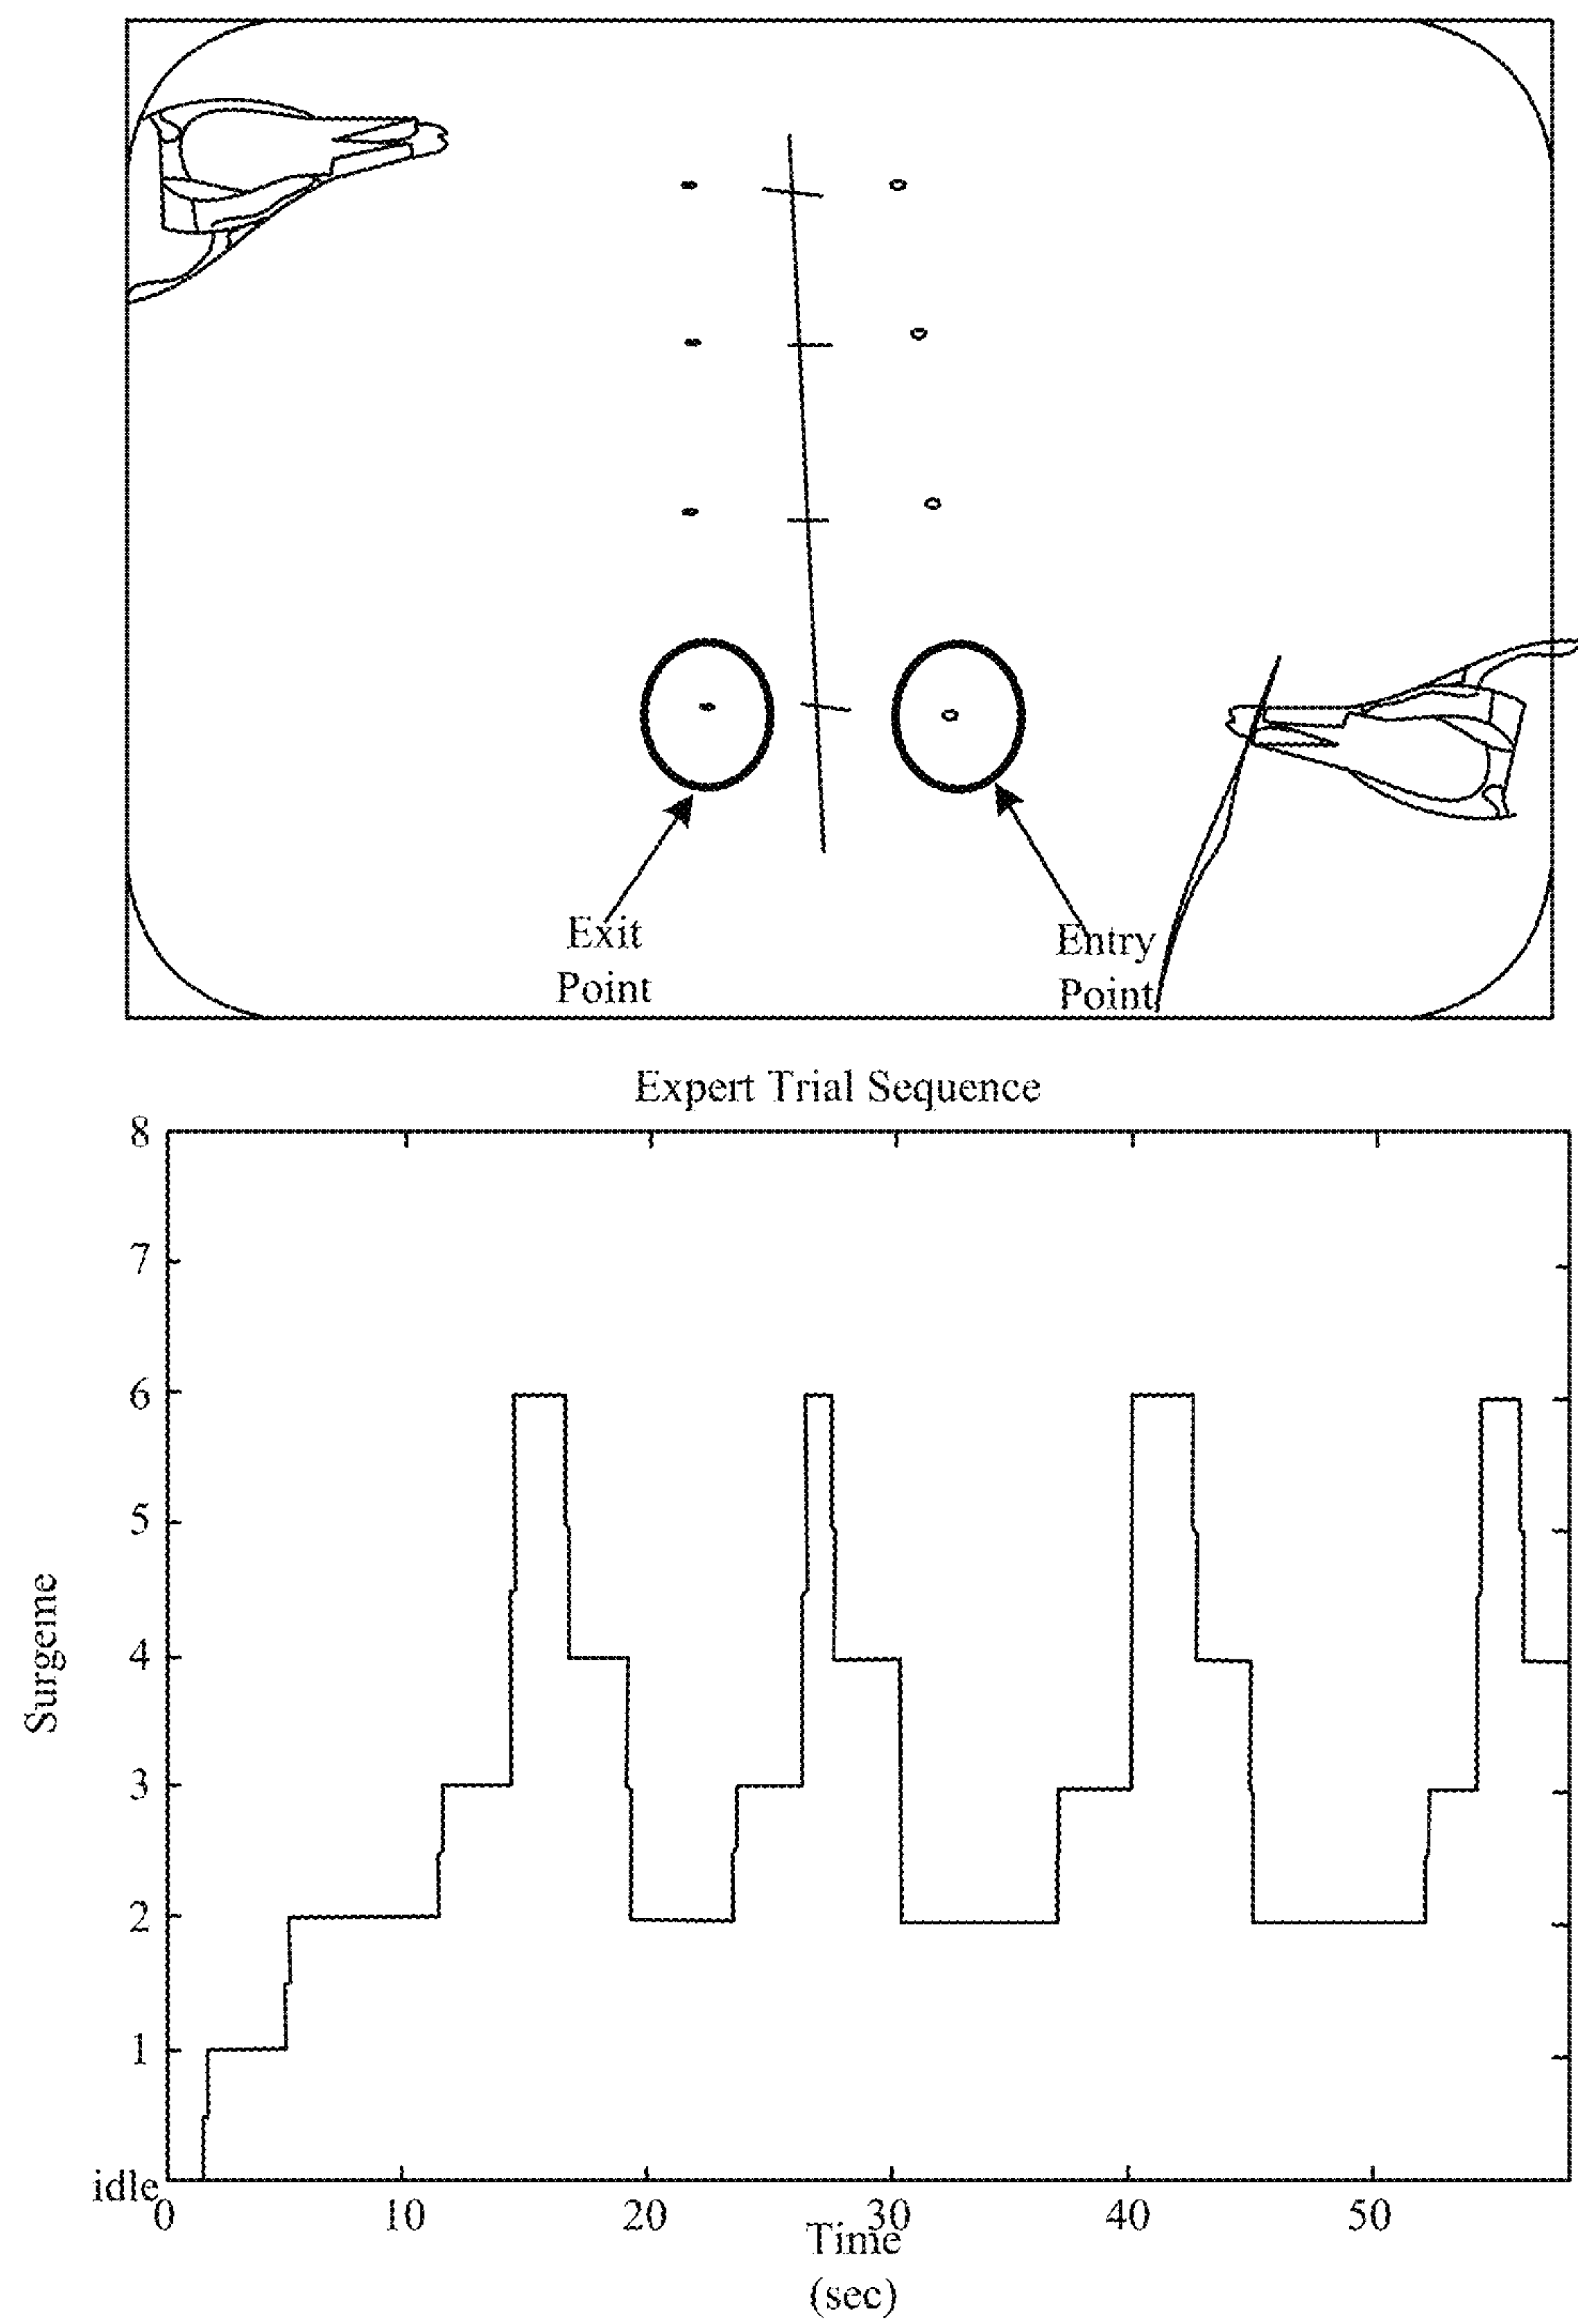 Exit
Point
Entry
Point
Expert Trial Sequence
8
7
6
5
4
3
2
1
idle
Surgeme
0 10 20 30 40 50
Time
(sec)